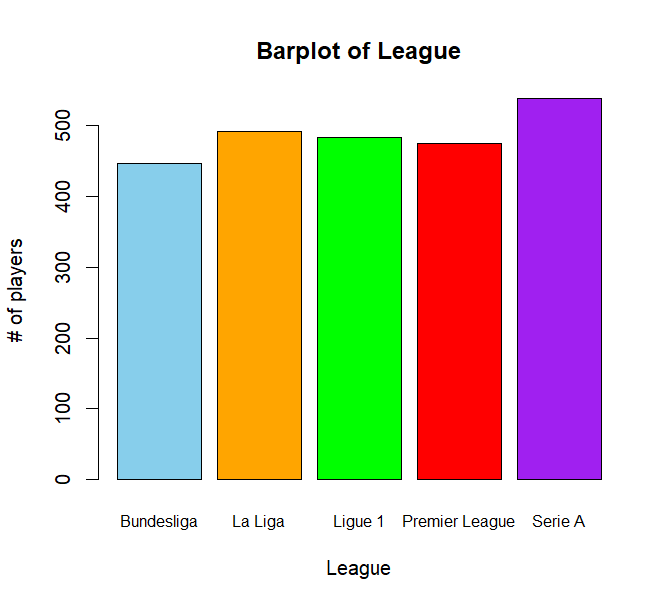 Barplot of League
# of players
500
400
300
200
100
0
Bundesliga La Liga Ligue 1 Premier League Serie A
League